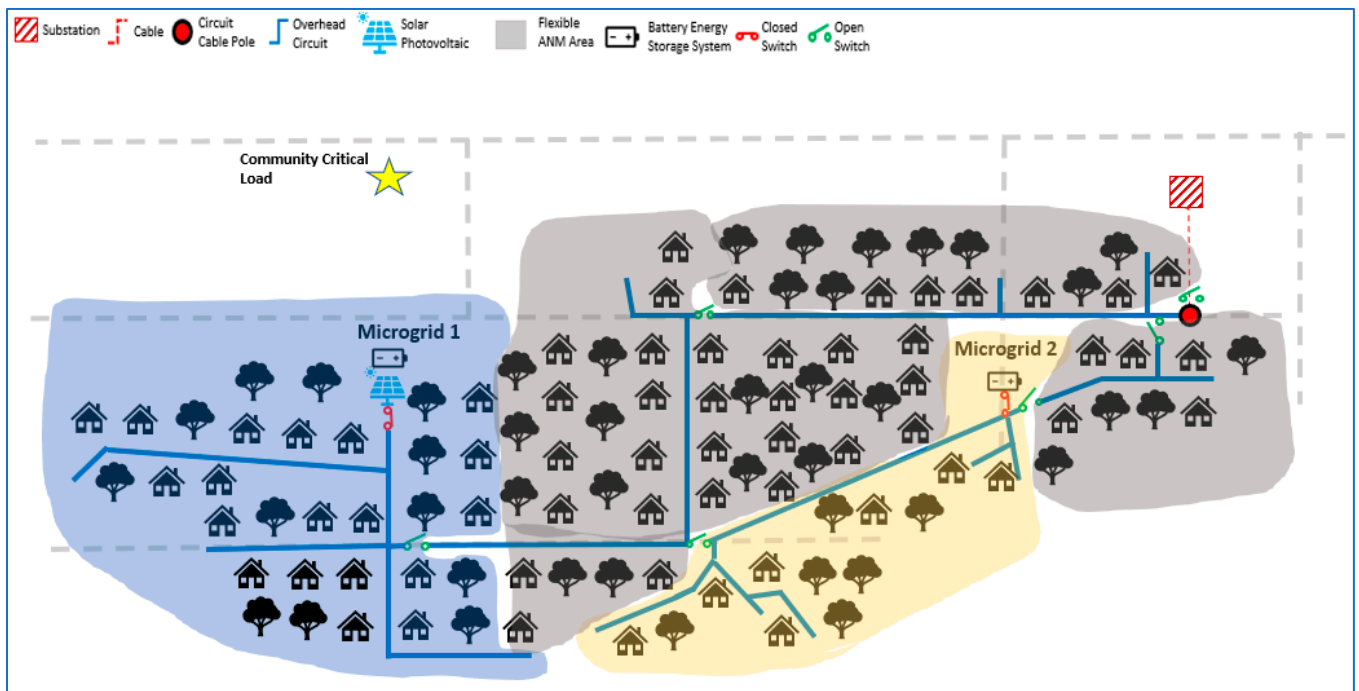 Substation
Cable
Circuit
Cable Pole
Overhead
Circuit
Solar
Photovoltaic
Flexible
ANM Area
Battery Energy
Storage System
Closed
Switch
Open
Switch
Community Critical
Load
Microgrid 1
Microgrid 2